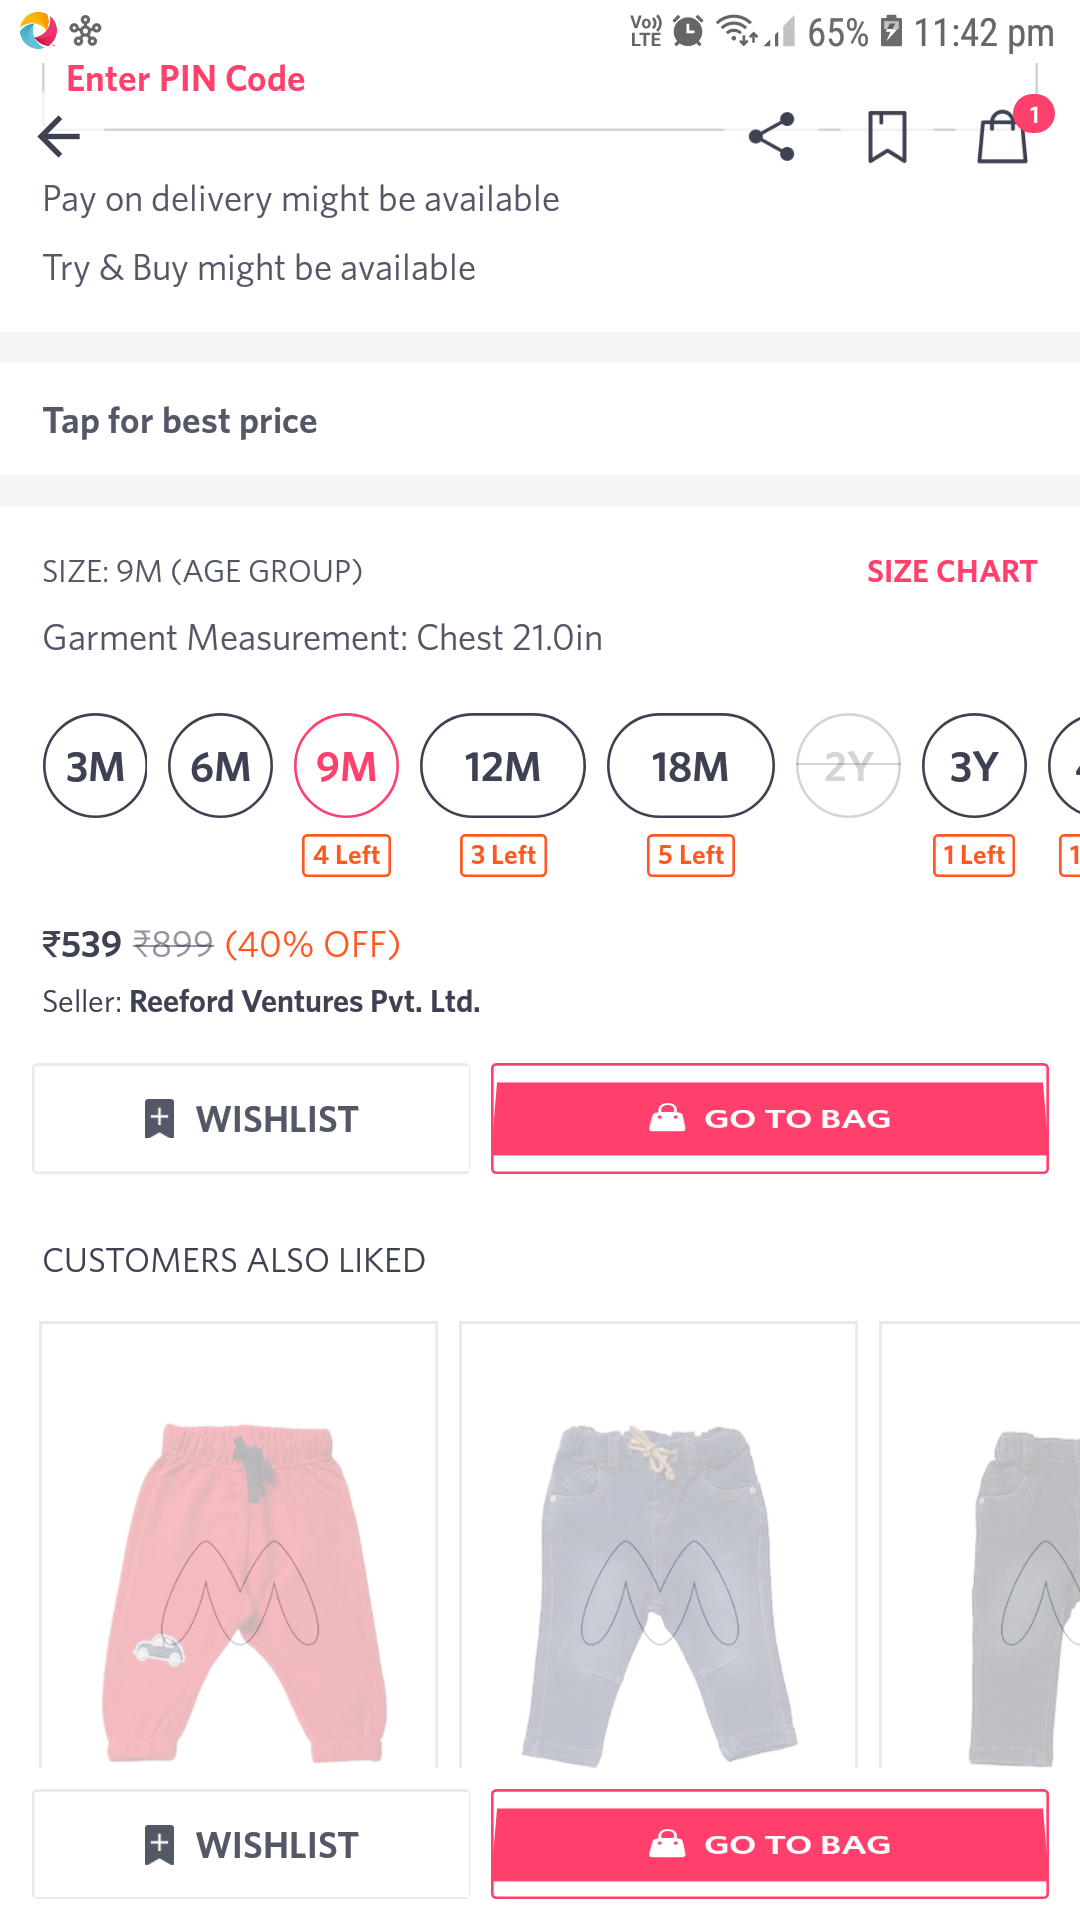 Vo)) LTE 65% 11:42 pm
Enter PIN Code
1
Pay on delivery might be available
Try & Buy might be available
Tap for best price
SIZE: 9M (AGE GROUP) SIZE CHART
Garment Measurement: Chest 21.0in
3M 6M 9M 12M 18M 2Y 3Y
4 Left 3 Left 5 Left 1 Left 1
₹539 ₹899 (40% OFF)
Seller: Reeford Ventures Pvt. Ltd.
WISHLIST GO TO BAG
CUSTOMERS ALSO LIKED
WISHLIST GO TO BAG